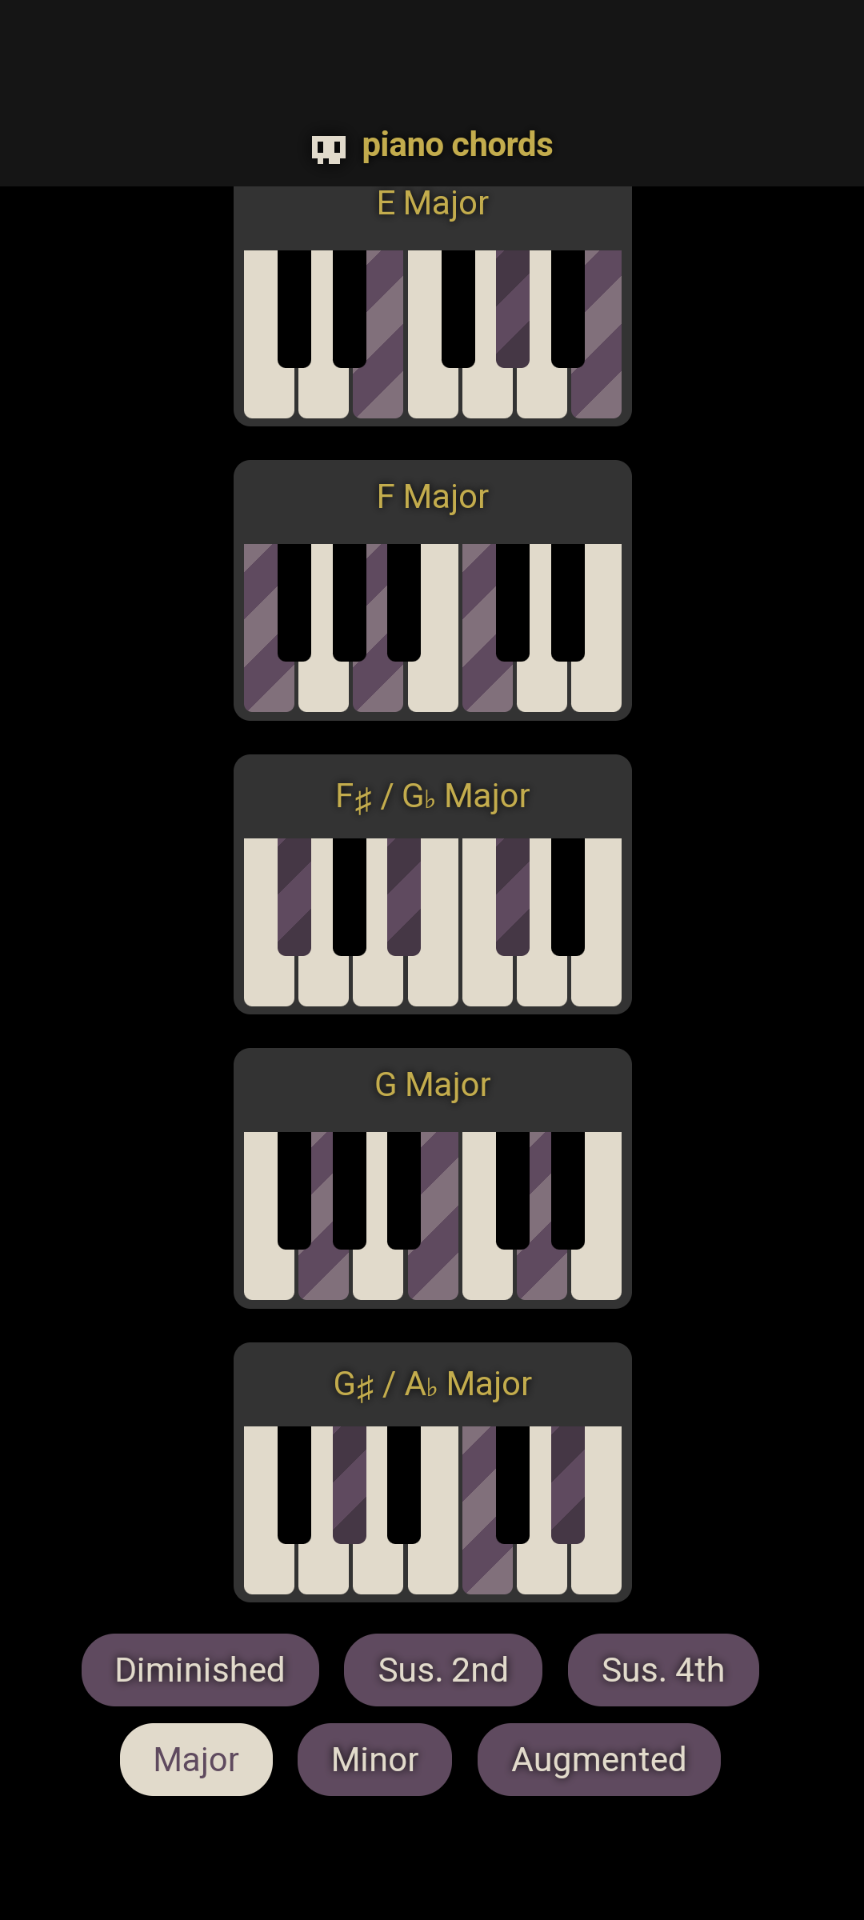 piano chords
E Major
F Major
F♯ / G♭ Major
G Major
G♯ / A♭ Major
Diminished
Sus. 2nd
Sus. 4th
Major
Minor
Augmented